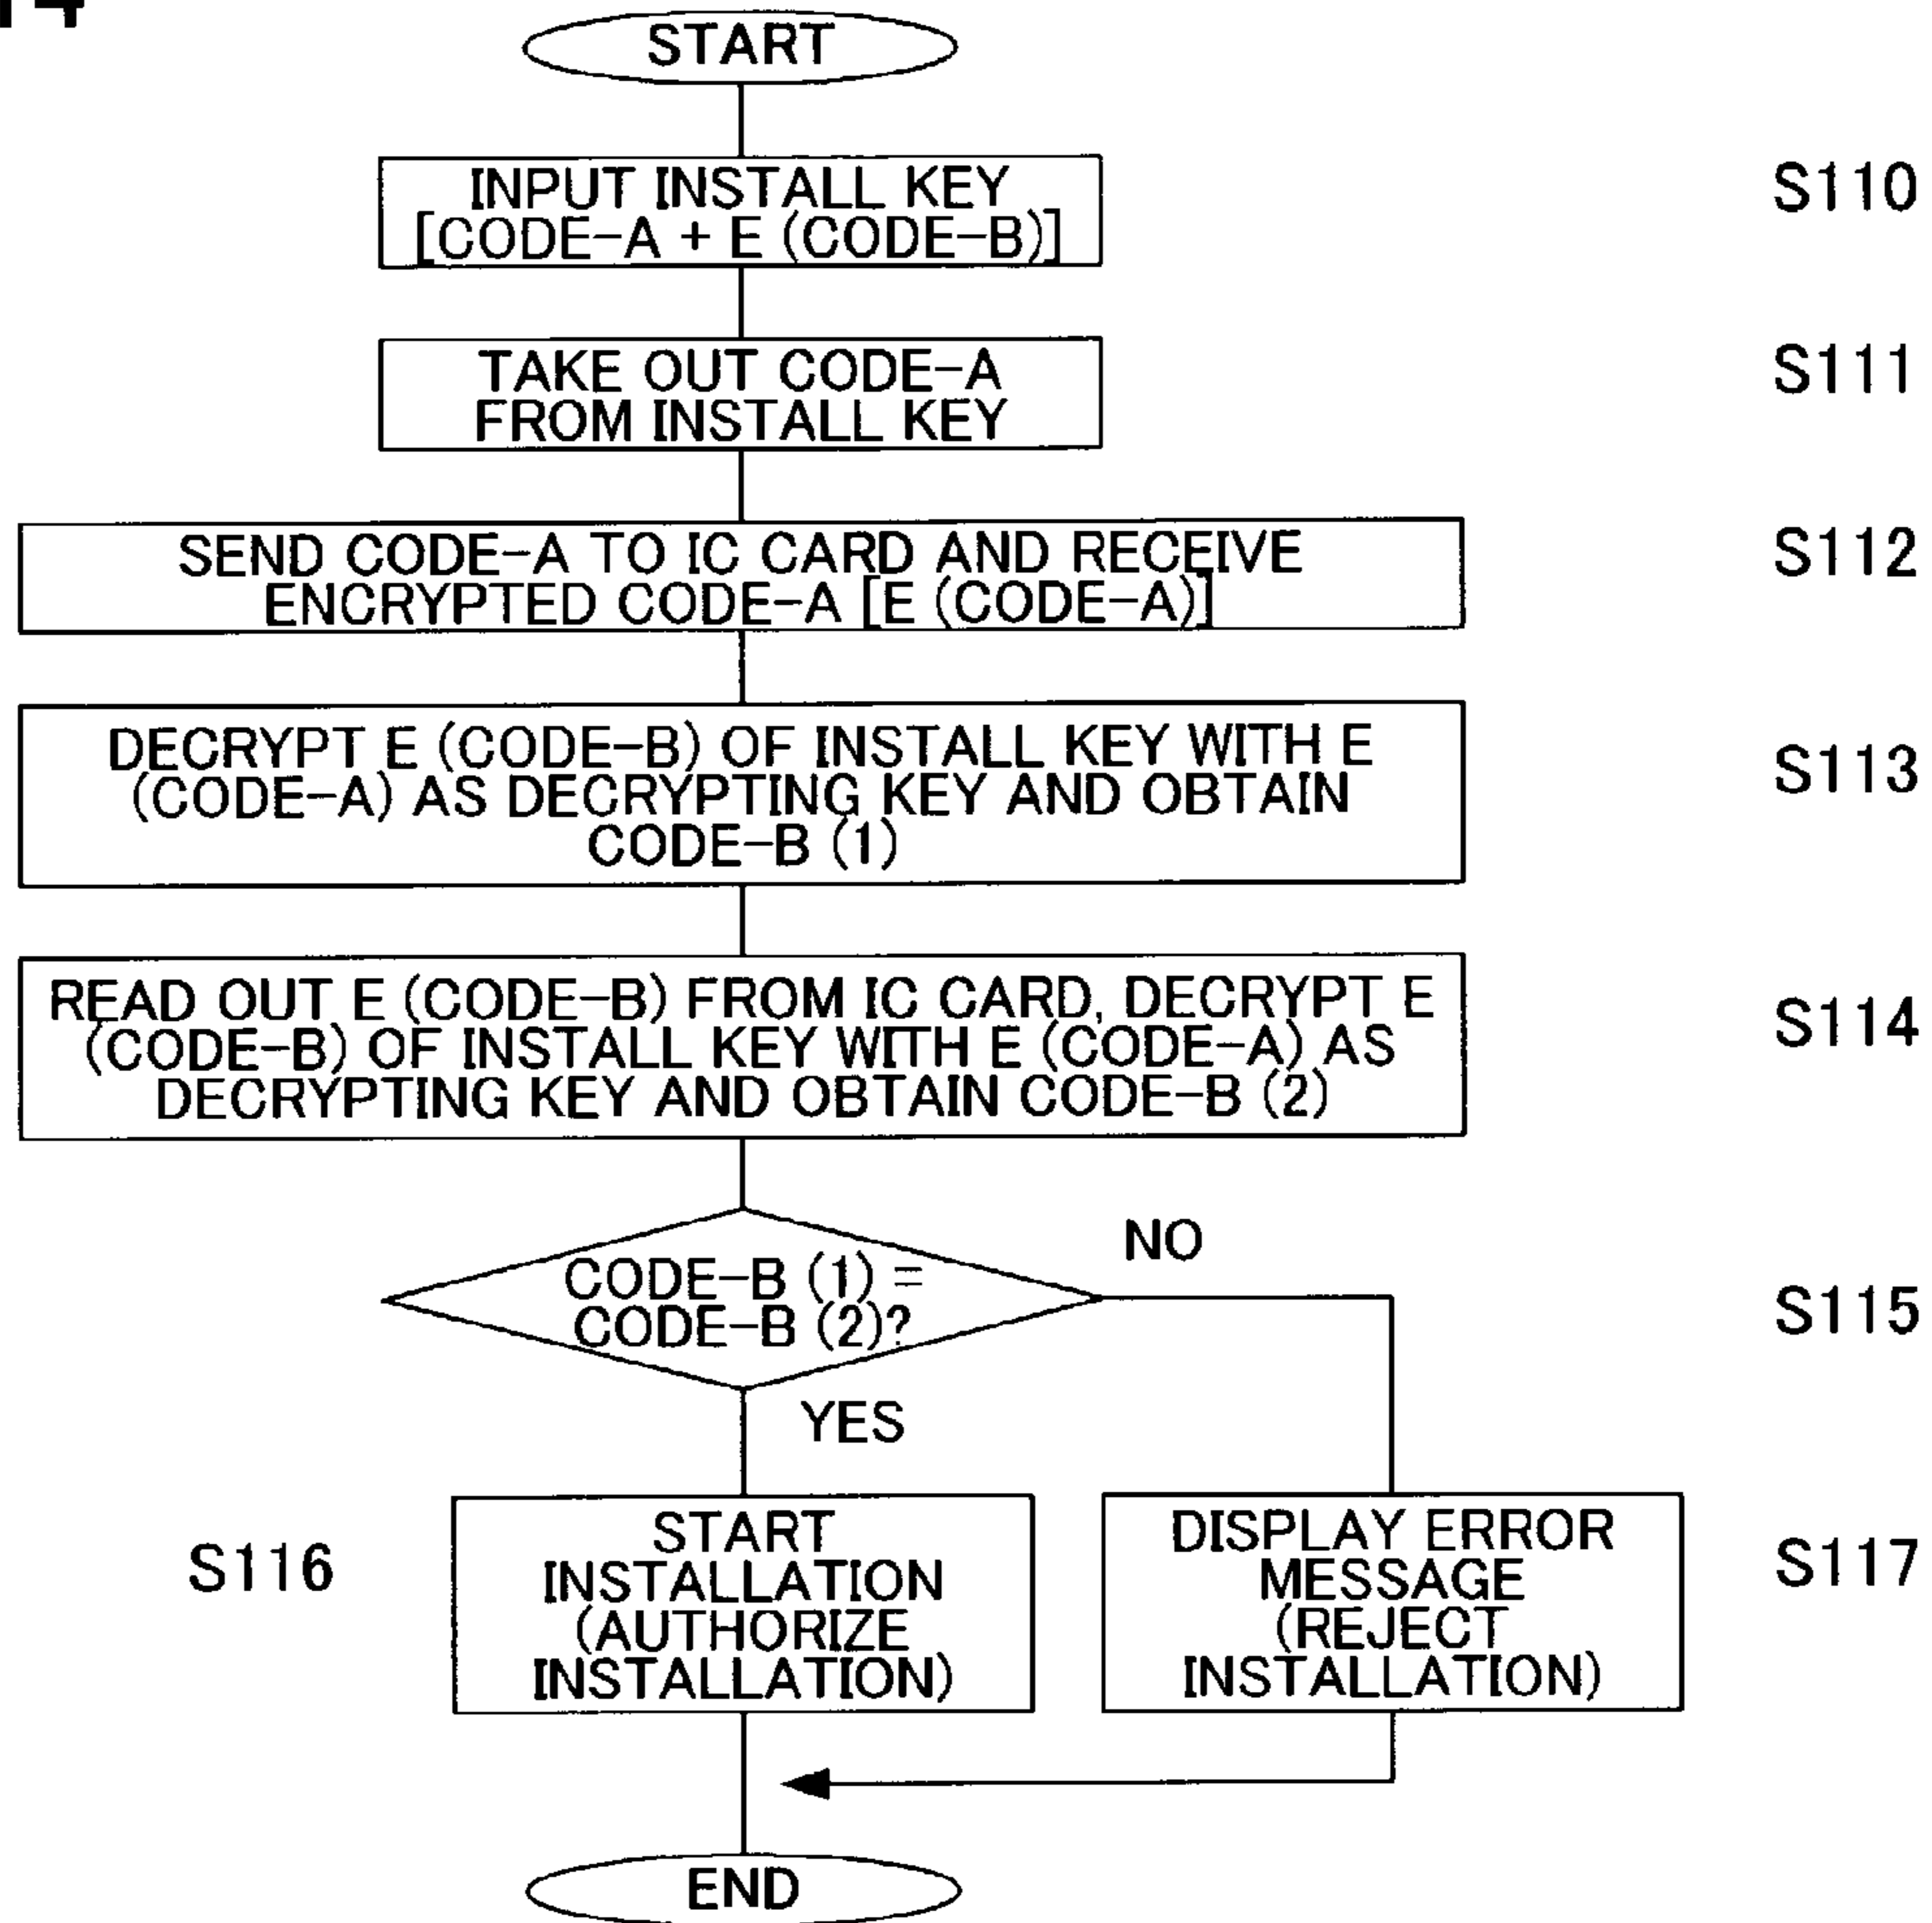 START
INPUT INSTALL KEY
[CODE-A + E (CODE-B)]
S110
TAKE OUT CODE-A
FROM INSTALL KEY
S111
SEND CODE-A TO IC CARD AND RECEIVE
ENCRYPTED CODE-A [E (CODE-A)]
S112
DECRYPT E (CODE-B) OF INSTALL KEY WITH E
(CODE-A) AS DECRYPTING KEY AND OBTAIN
CODE-B (1)
S113
READ OUT E (CODE-B) FROM IC CARD, DECRYPT E
(CODE-B) OF INSTALL KEY WITH E (CODE-A) AS
DECRYPTING KEY AND OBTAIN CODE-B (2)
S114
CODE-B (1) =
CODE-B (2)?
NO
S115
YES
S116
START
INSTALLATION
(AUTHORIZE
INSTALLATION)
DISPLAY ERROR
MESSAGE
(REJECT
INSTALLATION)
S117
END